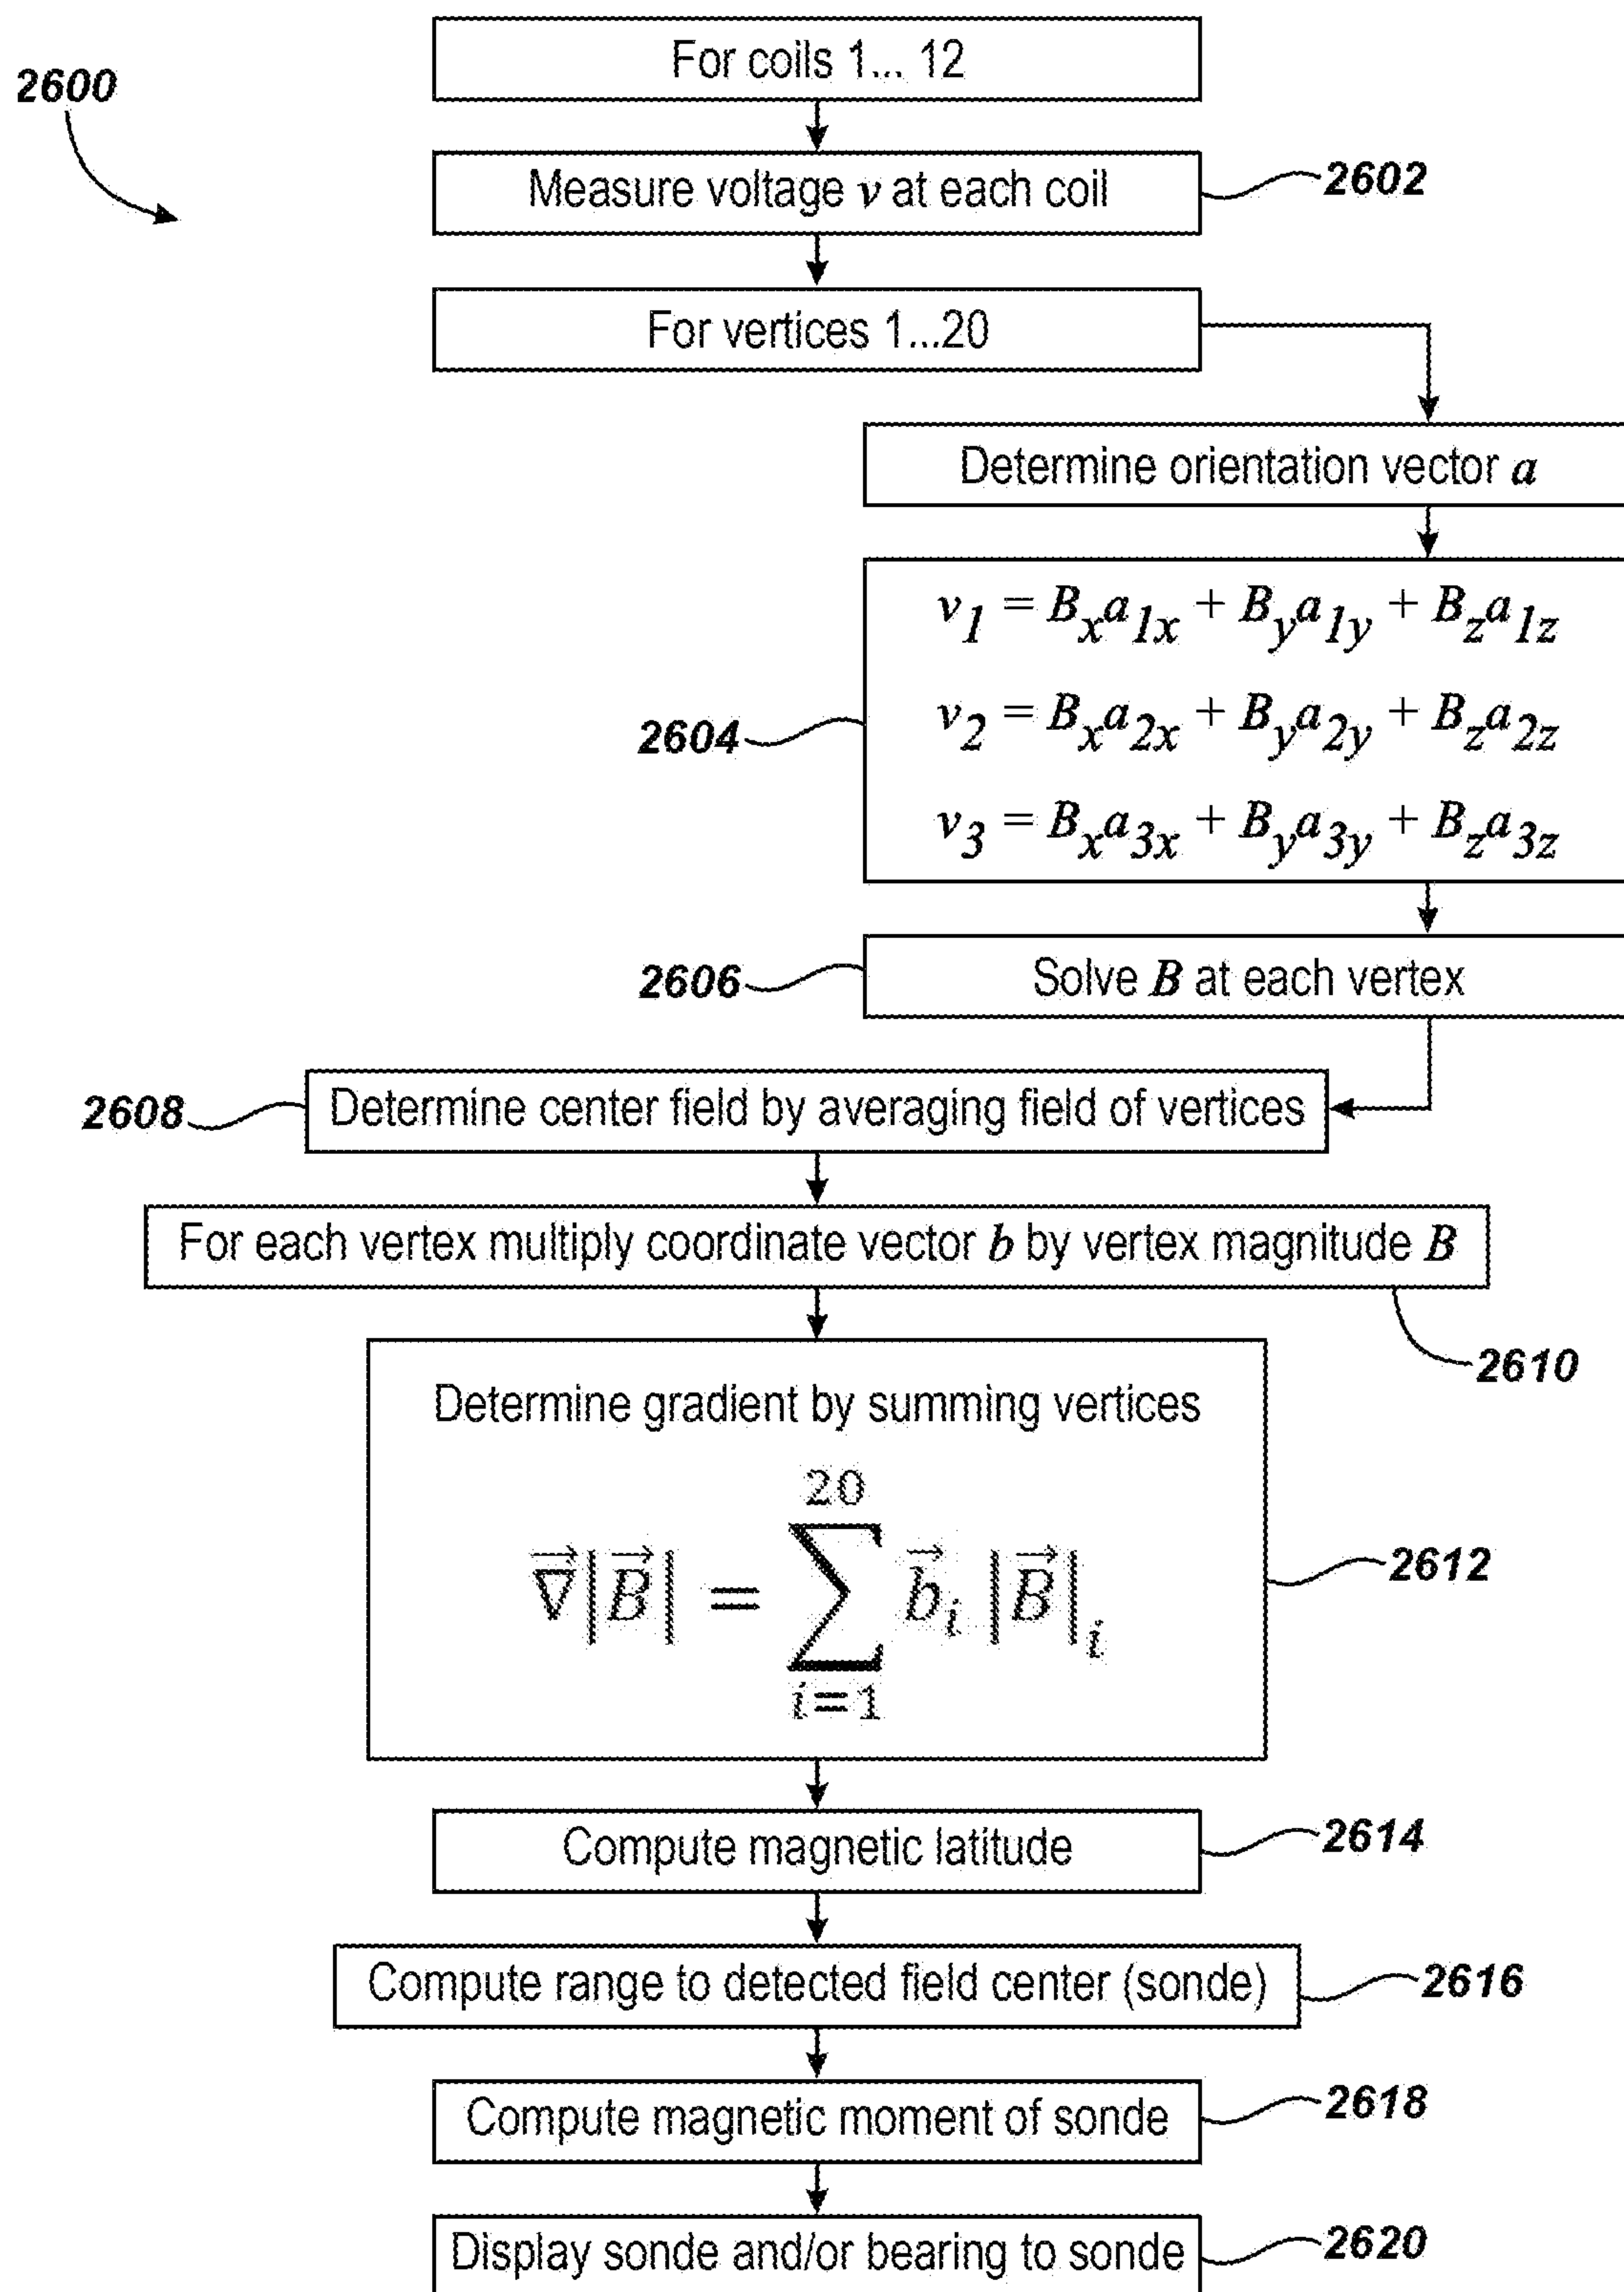 For coils 1... 12
2600
Measure voltage v at each coil
2602
For vertices 1...20
Determine orientation vector a
v1 = Bxa1x + Bya1y + Bza1z
v2 = Bxa2x + Bya2y + Bza2z
2604
v3 = Bxa3x + Bya3y + Bza3z
Solve B at each vertex
2606
Determine center field by averaging field of vertices
2608
For each vertex multiply coordinate vector b by vertex magnitude B
2610
Determine gradient by summing vertices
20
∇⃗|B⃗| = ∑ b⃗i |B⃗|i
i=1
2612
Compute magnetic latitude
2614
Compute range to detected field center (sonde)
2616
Compute magnetic moment of sonde
2618
Display sonde and/or bearing to sonde
2620